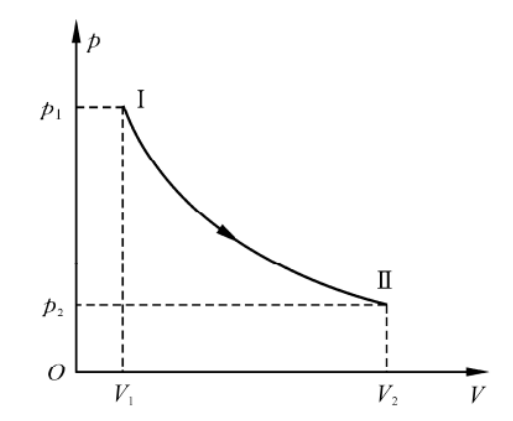 p
p₁ I
II
p₂
O
V₁ V₂ V